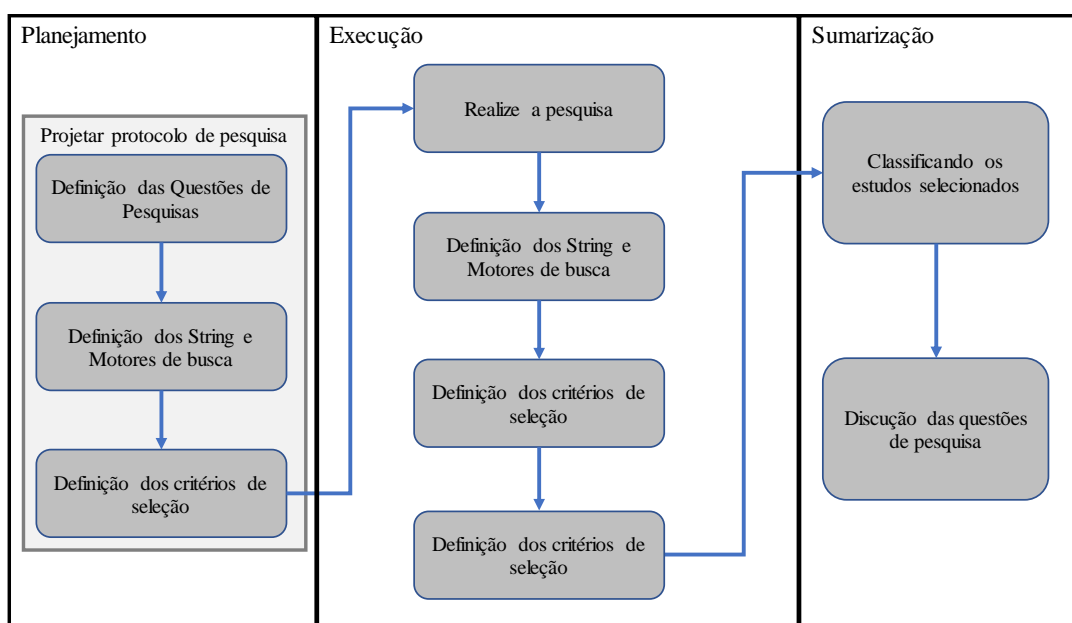 Planejamento
Projetar protocolo de pesquisa
Definição das Questões de
Pesquisas
Definição dos String e
Motores de busca
Definição dos critérios de
seleção
Execução
Realize a pesquisa
Definição dos String e
Motores de busca
Definição dos critérios de
seleção
Definição dos critérios de
seleção
Sumarização
Classificando os
estudos selecionados
Discução das questões
de pesquisa